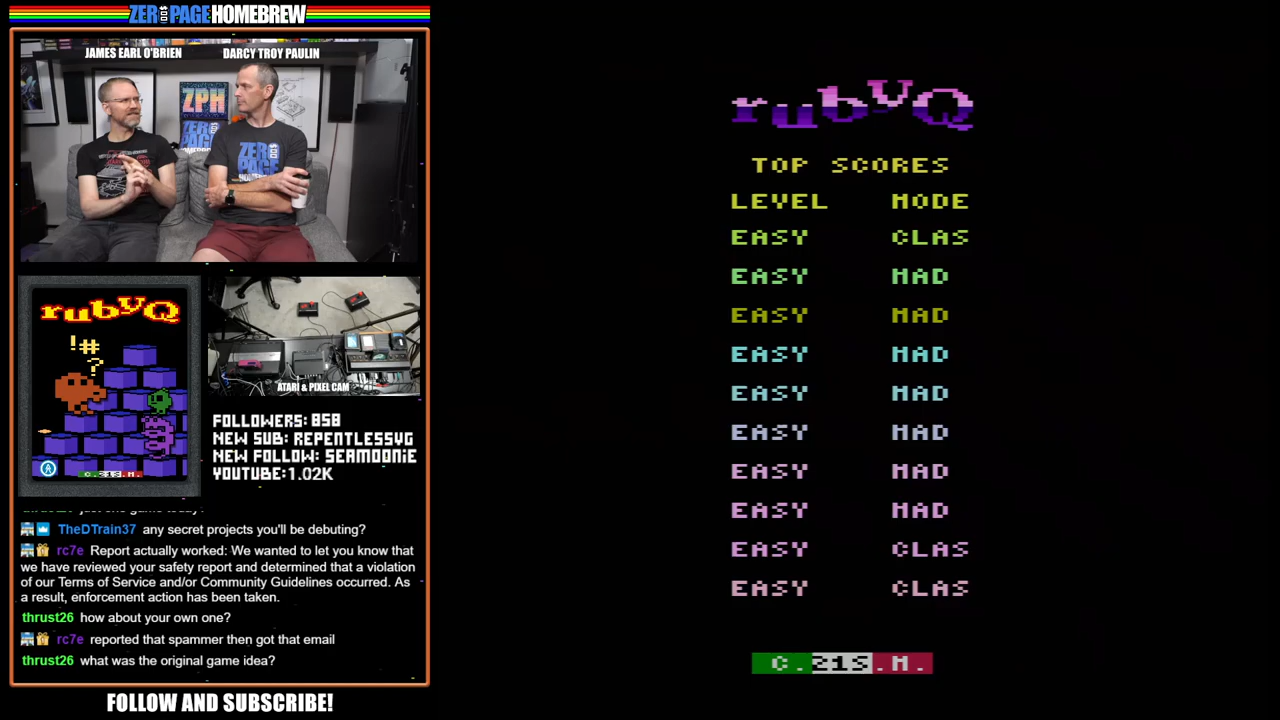 ZER PAGE HOMEBREW
JAMES EARL O'BRIEN
DARCY TROY PAULIN
ZPH
rubyQ
!#?
ATARI & PIXEL CAM
C.21S.M.
FOLLOWERS: 858
NEW SUB: REPENTLESSVG
NEW FOLLOW: SEAMOONIE
YOUTUBE:1.02K
TheDTrain37 any secret projects you'll be debuting?
rc7e Report actually worked: We wanted to let you know that
we have reviewed your safety report and determined that a violation
of our Terms of Service and/or Community Guidelines occurred. As
a result, enforcement action has been taken.
thrust26 how about your own one?
rc7e reported that spammer then got that email
thrust26 what was the original game idea?
FOLLOW AND SUBSCRIBE!
rubyQ
TOP SCORES
LEVEL MODE
EASY CLAS
EASY MAD
EASY MAD
EASY MAD
EASY MAD
EASY MAD
EASY MAD
EASY MAD
EASY CLAS
EASY CLAS
C.21S.M.